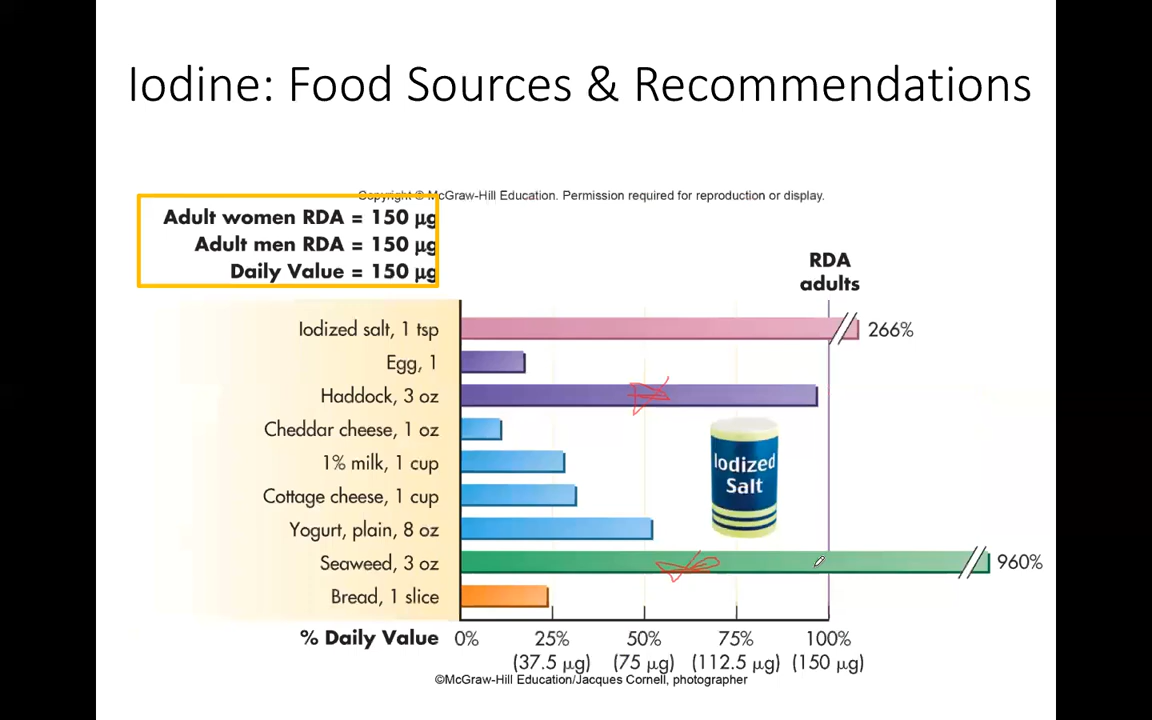 Iodine: Food Sources & Recommendations
Copyright © McGraw-Hill Education. Permission required for reproduction or display.
Adult women RDA = 150 µg
Adult men RDA = 150 µg
Daily Value = 150 µg
RDA
adults
Iodized salt, 1 tsp
266%
Egg, 1
Haddock, 3 oz
Cheddar cheese, 1 oz
1% milk, 1 cup
Cottage cheese, 1 cup
Yogurt, plain, 8 oz
Seaweed, 3 oz
960%
Bread, 1 slice
Iodized
Salt
% Daily Value 0% 25% 50% 75% 100%
(37.5 µg) (75 µg) (112.5 µg) (150 µg)
©McGraw-Hill Education/Jacques Cornell, photographer